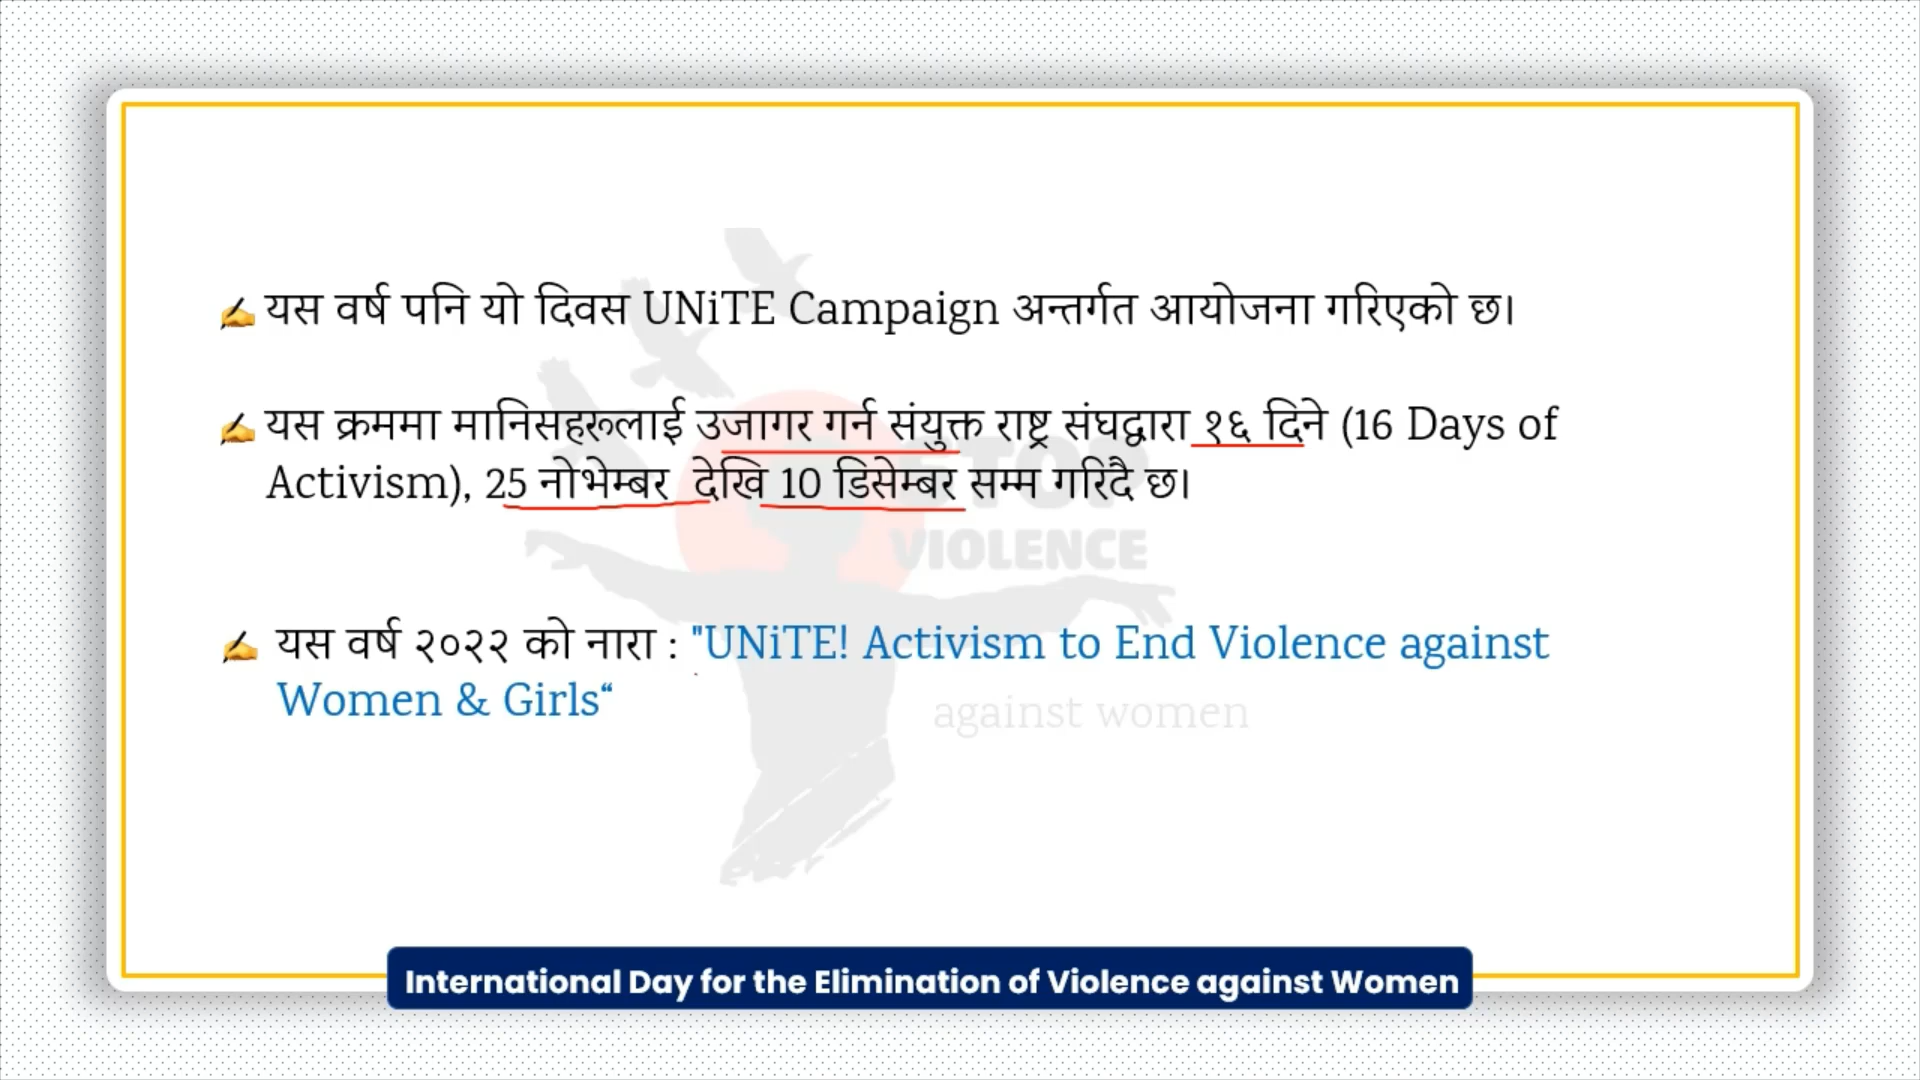 ✍ यस वर्ष पनि यो दिवस UNiTE Campaign अन्तर्गत आयोजना गरिएको छ।
✍ यस क्रममा मानिसहरूलाई उजागर गर्न संयुक्त राष्ट्र संघद्वारा १६ दिने (16 Days of
Activism), 25 नोभेम्बर देखि 10 डिसेम्बर सम्म गरिँदै छ।
STOP
VIOLENCE
✍ यस वर्ष २०२२ को नारा : "UNiTE! Activism to End Violence against
Women & Girls“
against women
International Day for the Elimination of Violence against Women